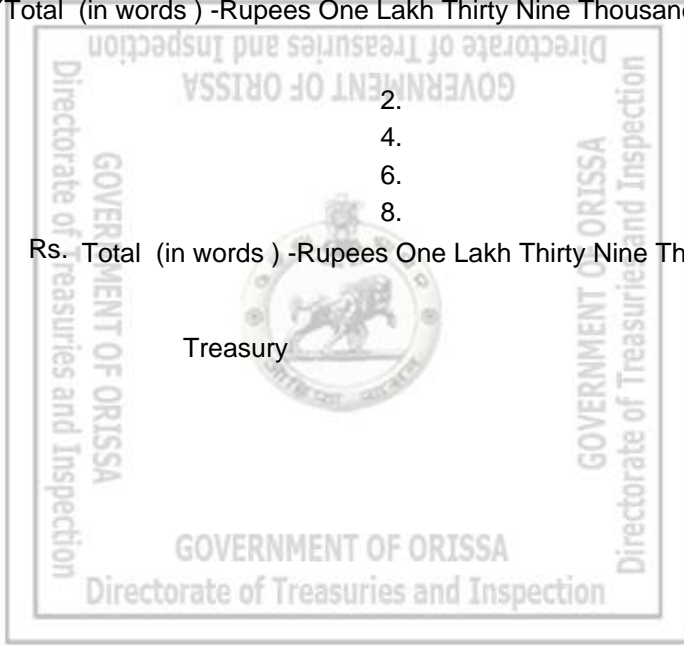 Total (in words ) -Rupees One Lakh Thirty Nine Thousand
Directorate of Treasuries and Inspection
GOVERNMENT OF ORISSA
2.
4.
6.
8.
Rs. Total (in words ) -Rupees One Lakh Thirty Nine Th
Treasury
Directorate of Treasuries and Inspection
GOVERNMENT OF ORISSA
GOVERNMENT OF ORISSA
Directorate of Treasuries and Inspection
GOVERNMENT OF ORISSA
Directorate of Treasuries and Inspection